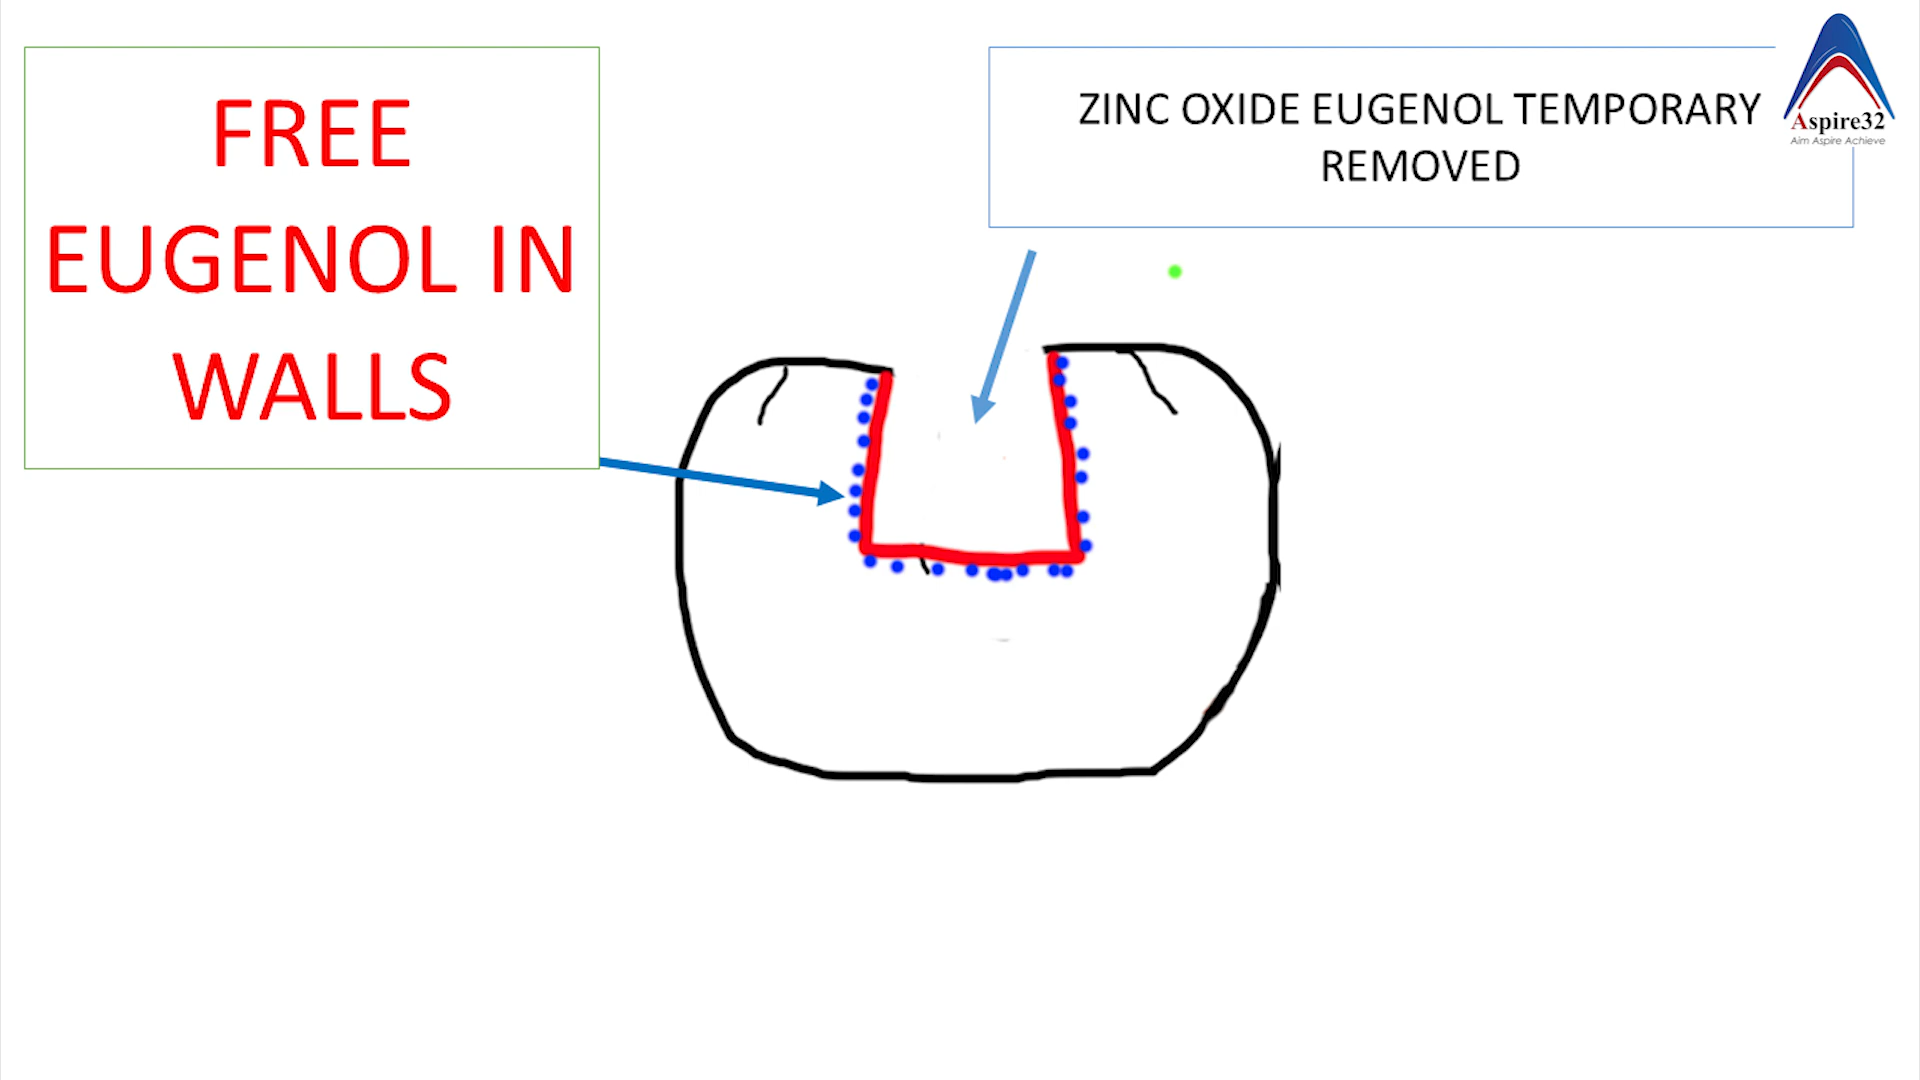 FREE
EUGENOL IN
WALLS
ZINC OXIDE EUGENOL TEMPORARY
REMOVED
Aspire32
Aim Aspire Achieve